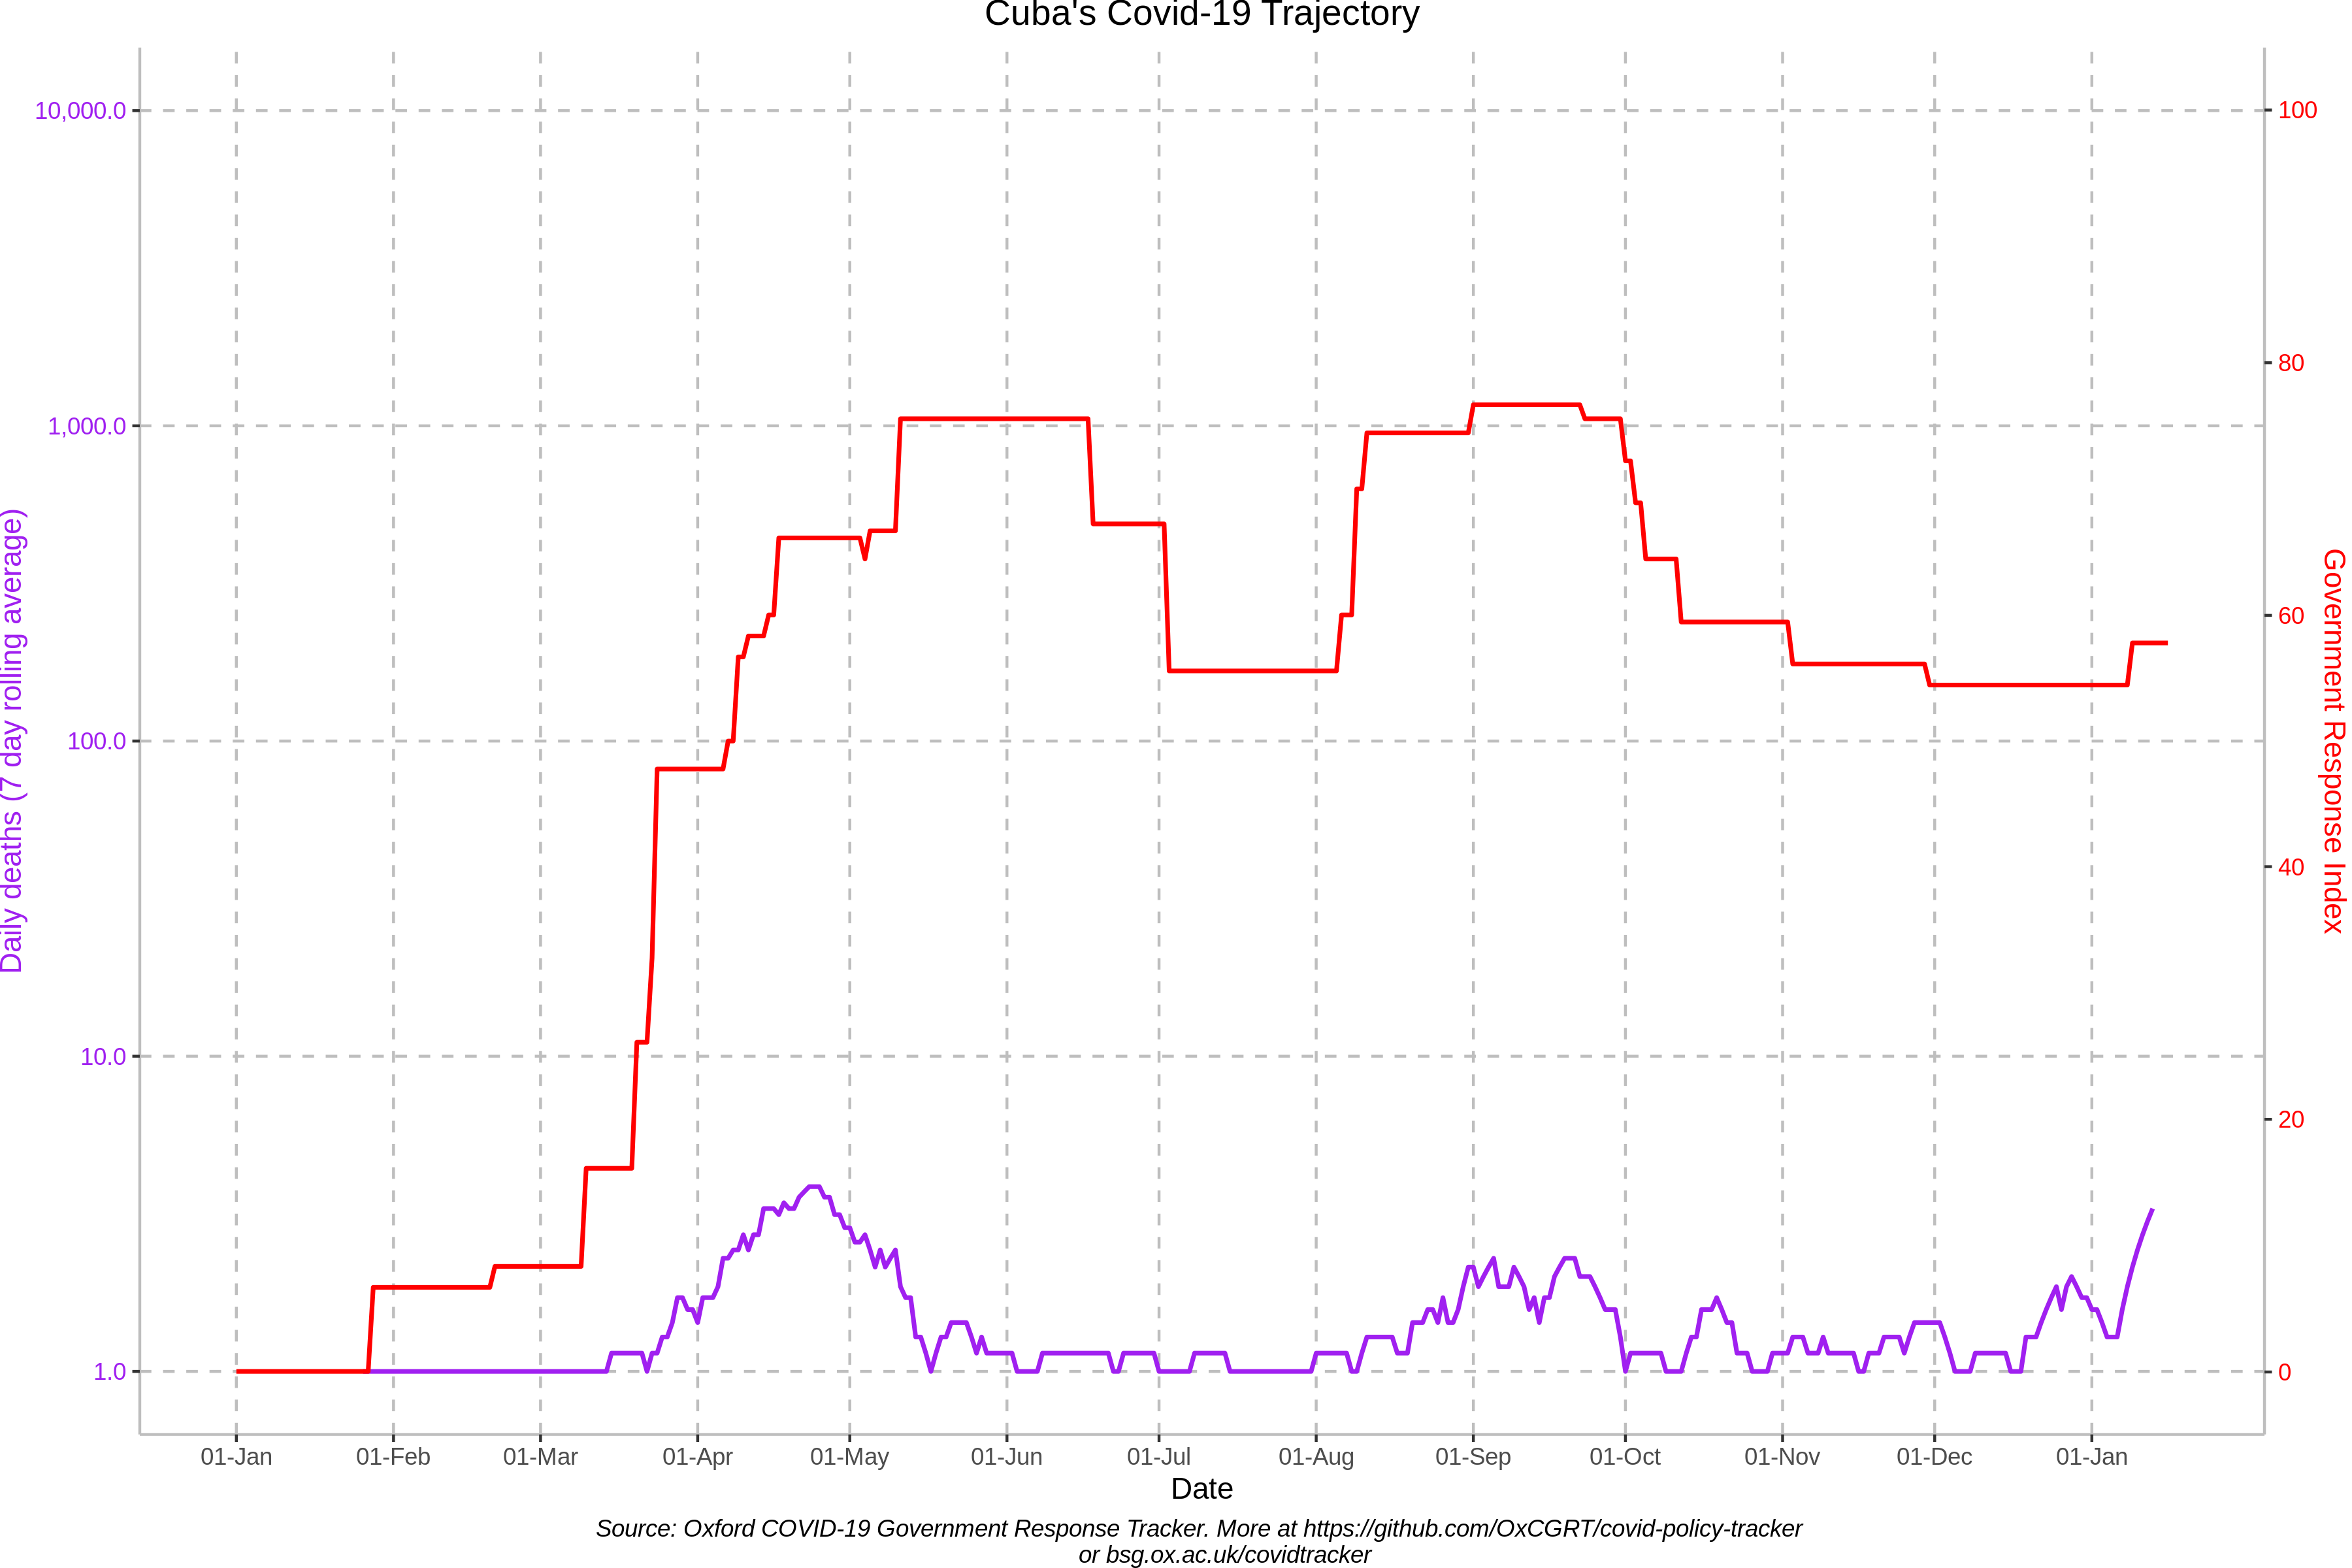 Cuba's Covid-19 Trajectory
10,000.0
1,000.0
100.0
10.0
1.0
Daily deaths (7 day rolling average)
100
80
60
40
20
0
Government Response Index
01-Jan
01-Feb
01-Mar
01-Apr
01-May
01-Jun
01-Jul
01-Aug
01-Sep
01-Oct
01-Nov
01-Dec
01-Jan
Date
Source: Oxford COVID-19 Government Response Tracker. More at https://github.com/OxCGRT/covid-policy-tracker
or bsg.ox.ac.uk/covidtracker